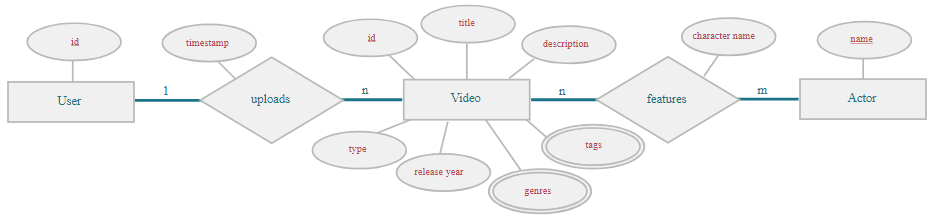 title
id
timestamp
id
description
character name
name
User
1
uploads
n
Video
n
features
m
Actor
type
release year
genres
tags